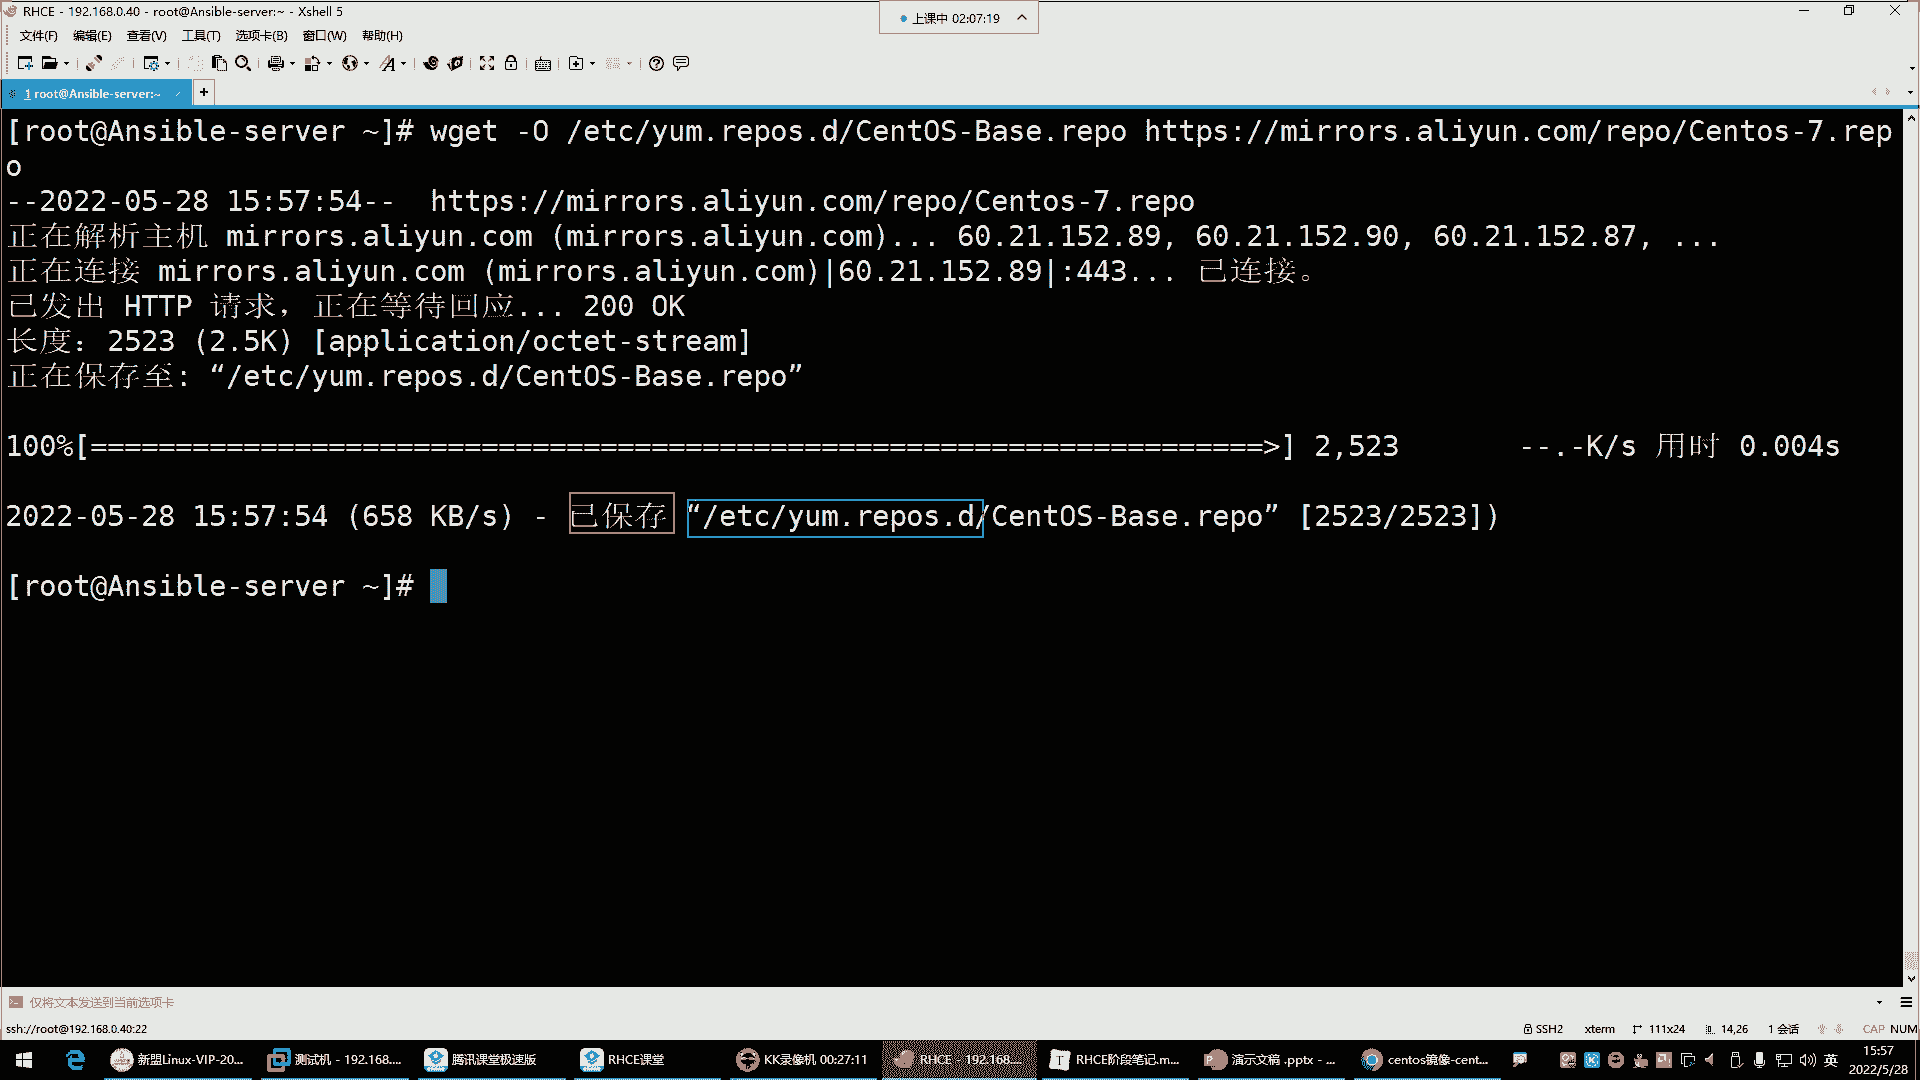 RHCE - 192.168.0.40 - root@Ansible-server:~ - Xshell 5
上课中 02:07:19
文件(F) 编辑(E) 查看(V) 工具(T) 选项卡(B) 窗口(W) 帮助(H)
1 root@Ansible-server:~
[root@Ansible-server ~]# wget -O /etc/yum.repos.d/CentOS-Base.repo https://mirrors.aliyun.com/repo/Centos-7.rep
o
--2022-05-28 15:57:54--  https://mirrors.aliyun.com/repo/Centos-7.repo
正在解析主机 mirrors.aliyun.com (mirrors.aliyun.com)... 60.21.152.89, 60.21.152.90, 60.21.152.87, ...
正在连接 mirrors.aliyun.com (mirrors.aliyun.com)|60.21.152.89|:443... 已连接。
已发出 HTTP 请求，正在等待回应... 200 OK
长度：2523 (2.5K) [application/octet-stream]
正在保存至: “/etc/yum.repos.d/CentOS-Base.repo”
100%[=====================================================================>] 2,523       --.-K/s 用时 0.004s
2022-05-28 15:57:54 (658 KB/s) - 已保存 “/etc/yum.repos.d/CentOS-Base.repo” [2523/2523])
[root@Ansible-server ~]#
仅将文本发送到当前选项卡
ssh://root@192.168.0.40:22 SSH2 xterm 111x24 14,26 1 会话 CAP NUM
新盟Linux-VIP-20... 测试机 - 192.168.... 腾讯课堂极速版 RHCE课堂 KK录像机 00:27:11 RHCE - 192.168.... RHCE阶段笔记.m... 演示文稿 .pptx - ... centos镜像-cent... 英 15:57
2022/5/28